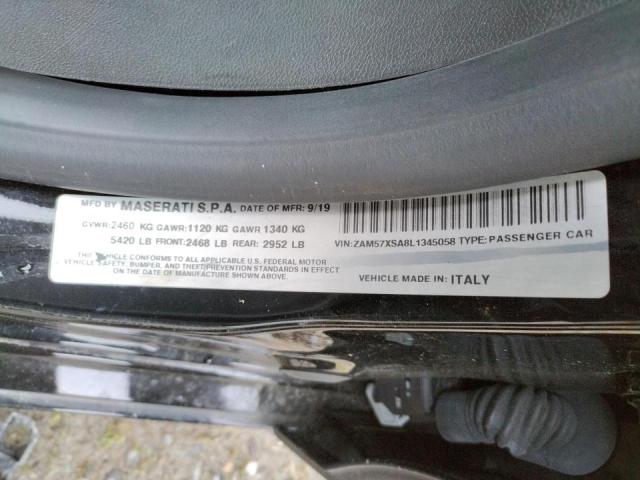 MFD BY MASERATI S.P.A. DATE OF MFR: 9/19
GVWR: 2460 KG GAWR: 1120 KG GAWR 1340 KG
5420 LB FRONT: 2468 LB REAR: 2952 LB
THIS VEHICLE CONFORMS TO ALL APPLICABLE U.S. FEDERAL MOTOR
VEHICLE SAFETY, BUMPER, AND THEFT PREVENTION STANDARDS IN EFFECT ON THE
DATE OF MANUFACTURE SHOWN ABOVE.
VIN: ZAM57XSA8L1345058 TYPE: PASSENGER CAR
VEHICLE MADE IN: ITALY